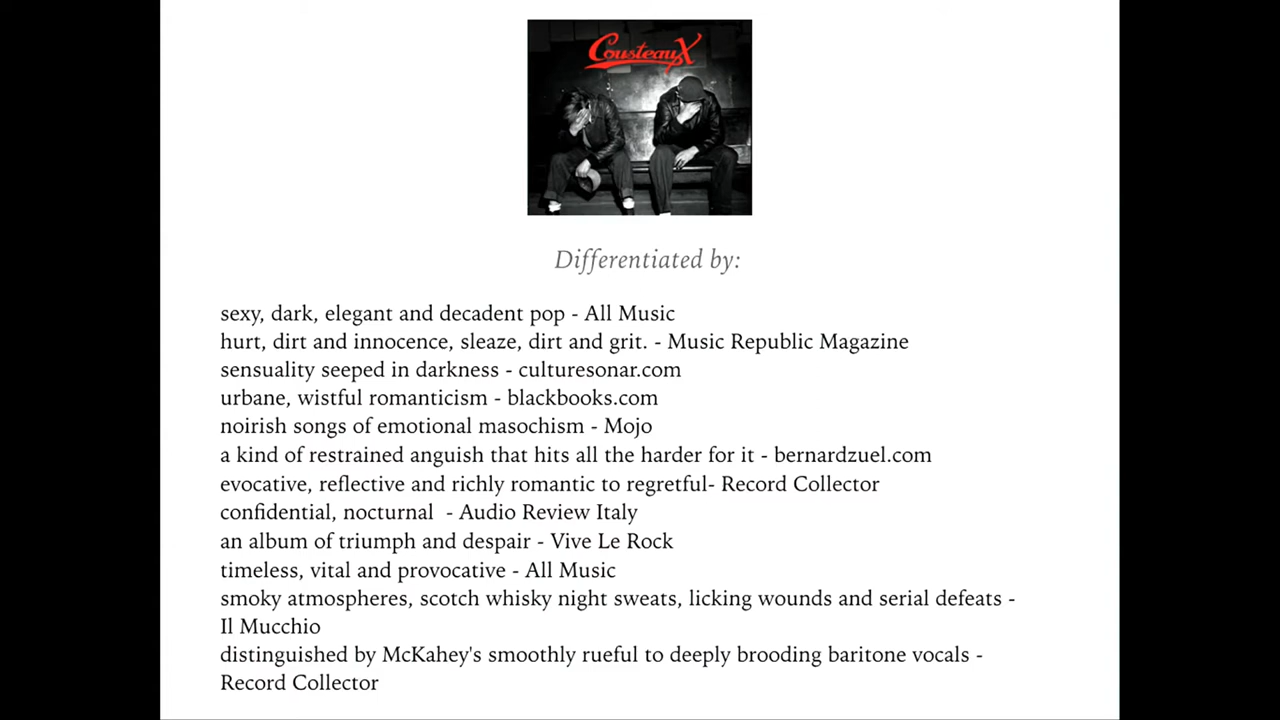 CousteauX
Differentiated by:
sexy, dark, elegant and decadent pop - All Music
hurt, dirt and innocence, sleaze, dirt and grit. - Music Republic Magazine
sensuality seeped in darkness - culturesonar.com
urbane, wistful romanticism - blackbooks.com
noirish songs of emotional masochism - Mojo
a kind of restrained anguish that hits all the harder for it - bernardzuel.com
evocative, reflective and richly romantic to regretful- Record Collector
confidential, nocturnal  - Audio Review Italy
an album of triumph and despair - Vive Le Rock
timeless, vital and provocative - All Music
smoky atmospheres, scotch whisky night sweats, licking wounds and serial defeats -
Il Mucchio
distinguished by McKahey's smoothly rueful to deeply brooding baritone vocals -
Record Collector